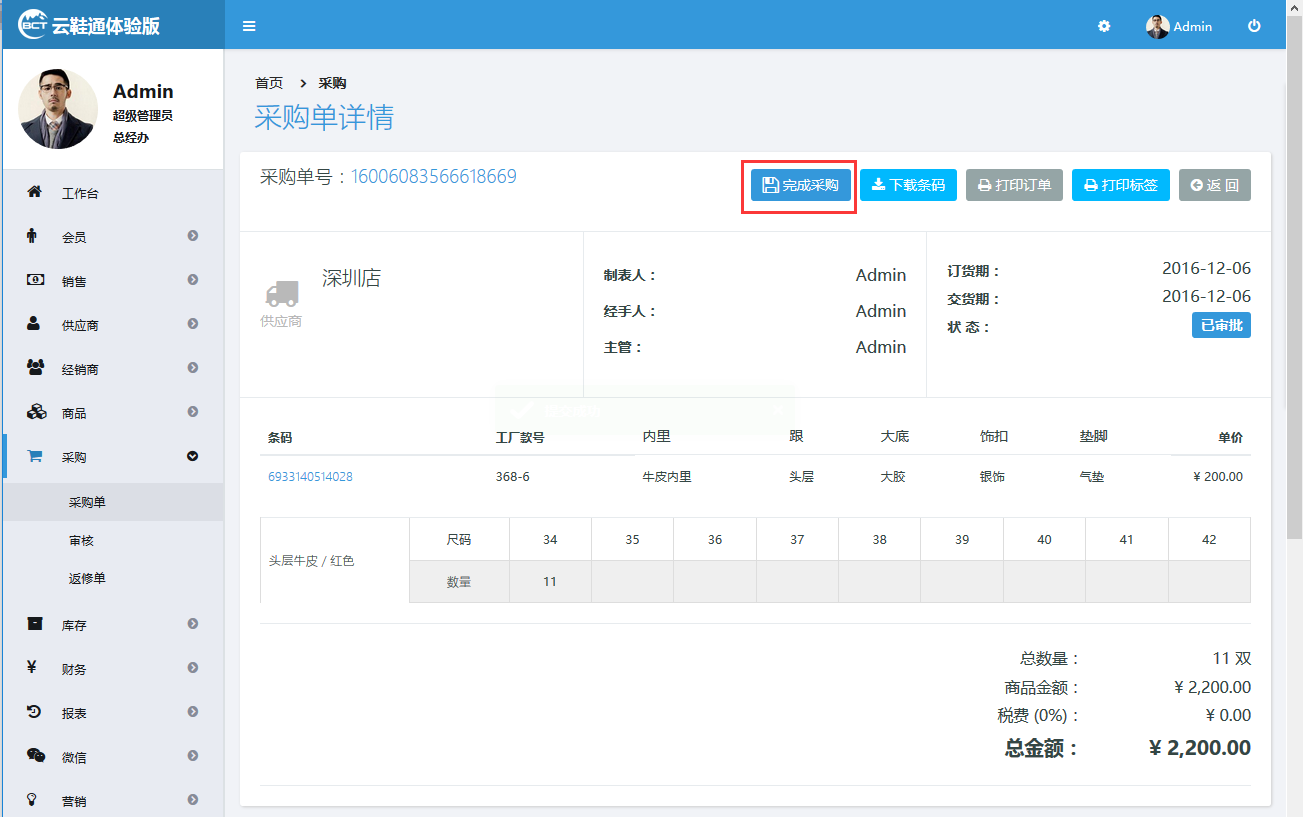 BCT 云鞋通体验版
Admin
Admin
超级管理员
总经办
工作台
会员
销售
供应商
经销商
商品
采购
采购单
审核
返修单
库存
财务
报表
微信
营销
首页 > 采购
采购单详情
采购单号：16006083566618669
完成采购 下载条码 打印订单 打印标签 返 回
深圳店
供应商
制表人： Admin
经手人： Admin
主管： Admin
订货期： 2016-12-06
交货期： 2016-12-06
状 态： 已审批
条码 工厂款号 内里 跟 大底 饰扣 垫脚 单价
6933140514028 368-6 牛皮内里 头层 大胶 银饰 气垫 ¥ 200.00
头层牛皮 / 红色
尺码 34 35 36 37 38 39 40 41 42
数量 11
总数量： 11 双
商品金额： ¥ 2,200.00
税费 (0%)： ¥ 0.00
总金额： ¥ 2,200.00